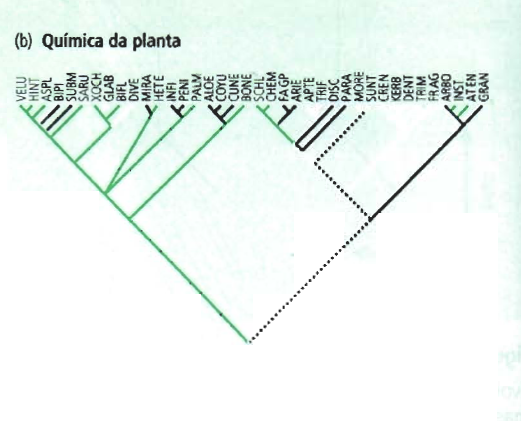 (b) Química da planta
VELU HINT ASPL BIPI SUBM SARU XOCH GLAB BIFL DIVE MIRA HETE INFI PENI PALM ALOE COYU CUNE BONE SCHL CHEM FAGP ARIE APTE TRIF DISC PARA MORE SUNT CREN KERB DENT TRIM FRAG ARBO INST ATEN GRAN